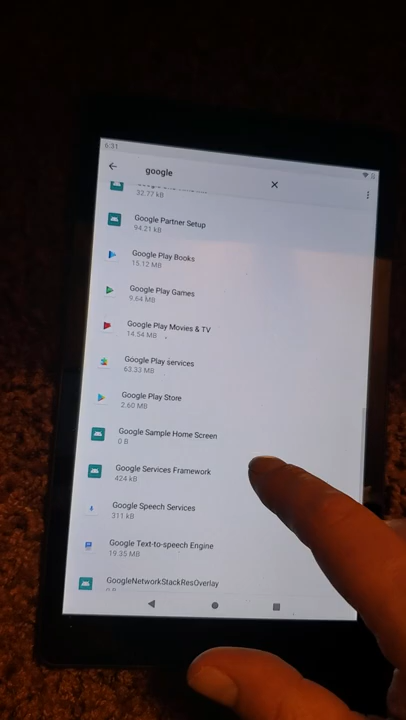 6:31
google
32.77 kB
Google Partner Setup
94.21 kB
Google Play Books
15.12 MB
Google Play Games
9.64 MB
Google Play Movies & TV
14.54 MB
Google Play services
63.33 MB
Google Play Store
2.60 MB
Google Sample Home Screen
0 B
Google Services Framework
424 kB
Google Speech Services
311 kB
Google Text-to-speech Engine
19.35 MB
GoogleNetworkStackResOverlay